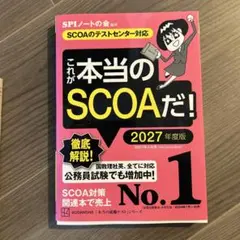 SPIノートの会 編著
SCOAのテストセンター対応
これが
本当の
SCOAだ!
2027年度版
徹底
解説!
国数理社英、全てに対応
公務員試験でも増加中!
SCOA対策
関連本で売上
No.1